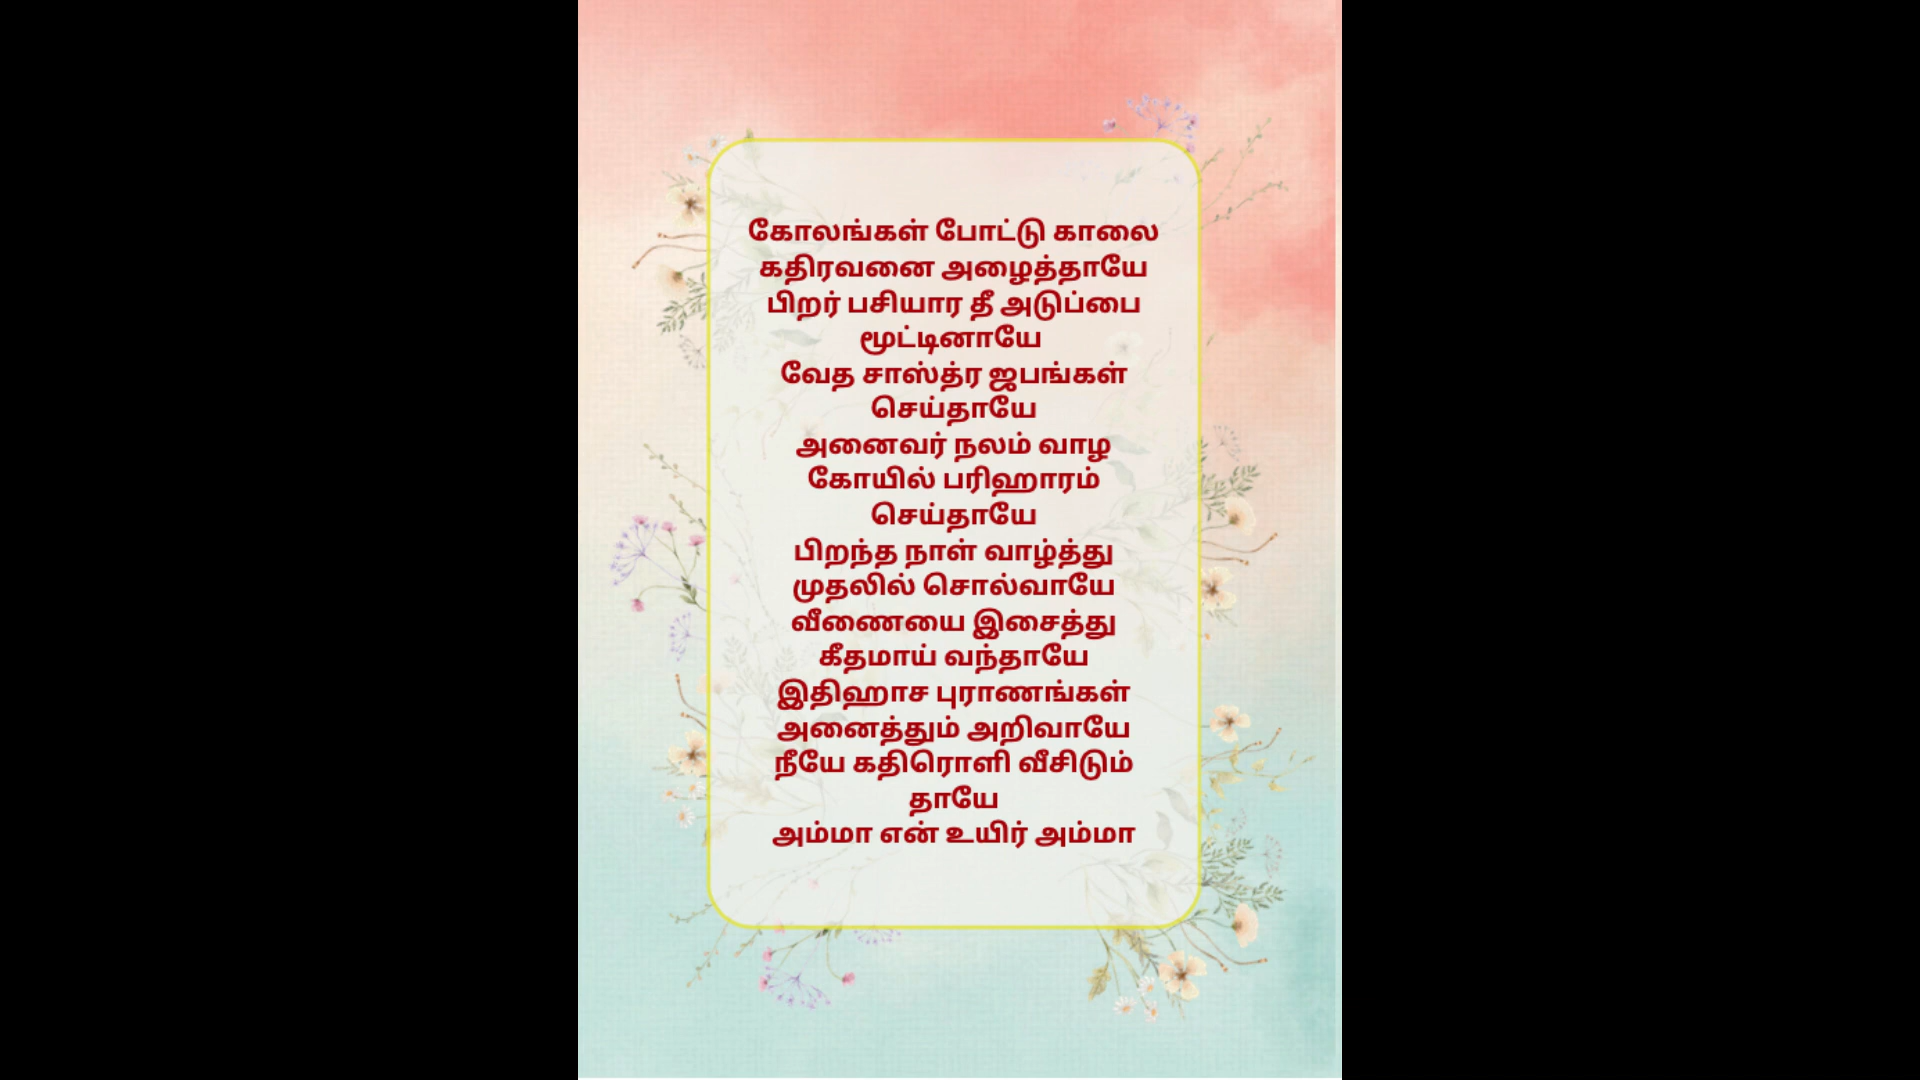 கோலங்கள் போட்டு காலை
கதிரவனை அழைத்தாயே
பிறர் பசியார தீ அடுப்பை
மூட்டினாயே
வேத சாஸ்த்ர ஜபங்கள்
செய்தாயே
அனைவர் நலம் வாழ
கோயில் பரிஹாரம்
செய்தாயே
பிறந்த நாள் வாழ்த்து
முதலில் சொல்வாயே
வீணையை இசைத்து
கீதமாய் வந்தாயே
இதிஹாச புராணங்கள்
அனைத்தும் அறிவாயே
நீயே கதிரொளி வீசிடும்
தாயே
அம்மா என் உயிர் அம்மா